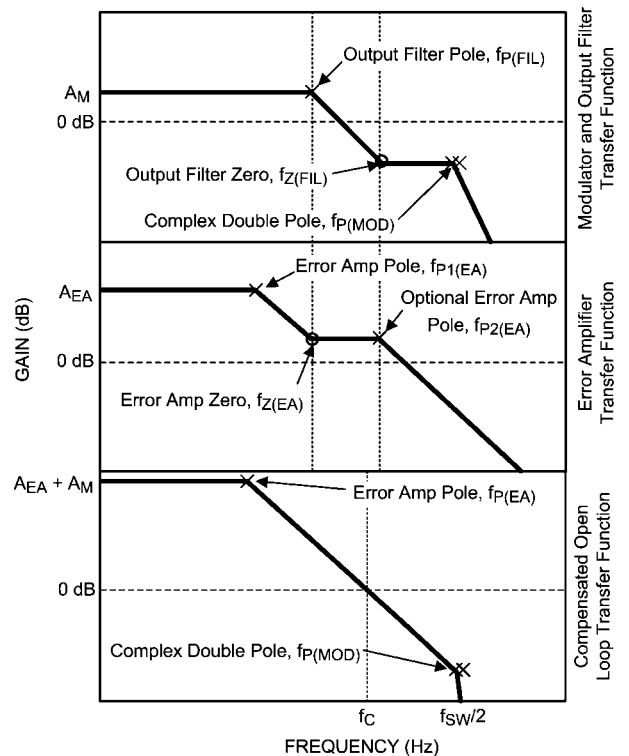 Output Filter Pole, fP(FIL)
AM
0 dB
Output Filter Zero, fZ(FIL)
Complex Double Pole, fP(MOD)
Modulator and Output Filter
Transfer Function
Error Amp Pole, fP1(EA)
AEA
Optional Error Amp
Pole, fP2(EA)
0 dB
Error Amp Zero, fZ(EA)
Error Amplifier
Transfer Function
GAIN (dB)
AEA + AM
Error Amp Pole, fP(EA)
0 dB
Complex Double Pole, fP(MOD)
Compensated Open
Loop Transfer Function
fC
fSW/2
FREQUENCY (Hz)